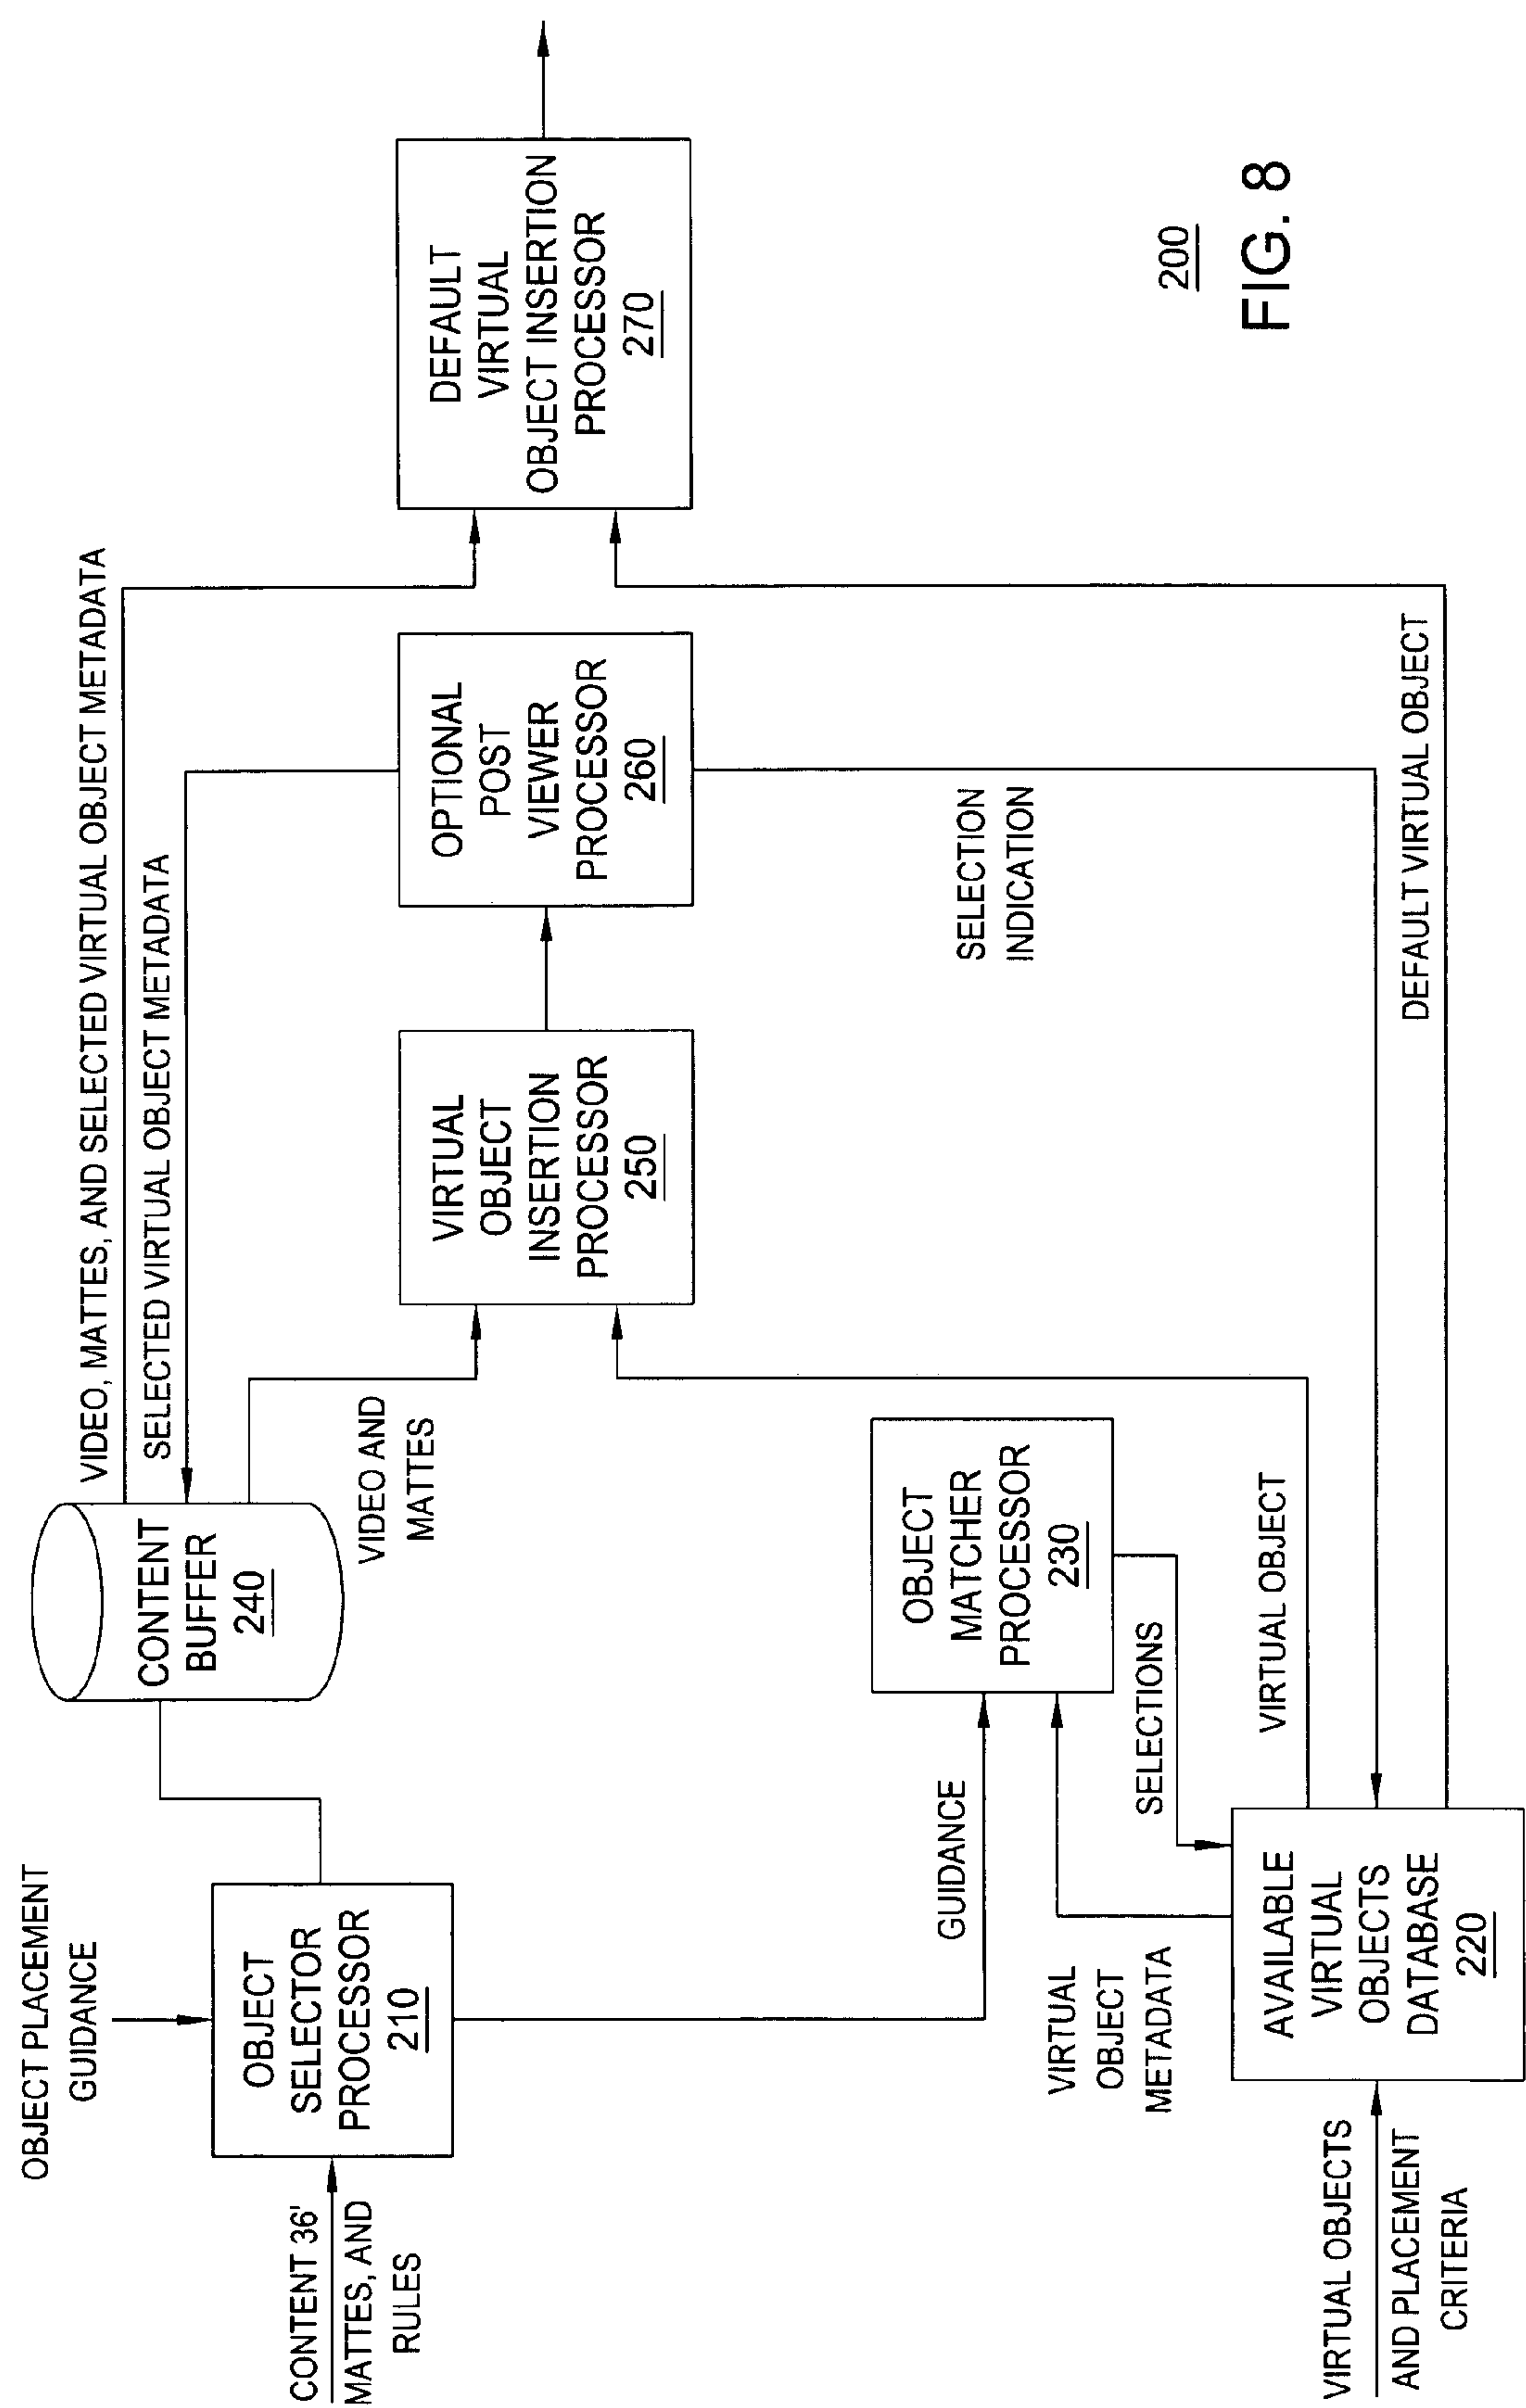 OBJECT PLACEMENT
GUIDANCE
CONTENT 36'
MATTES, AND
RULES
OBJECT
SELECTOR
PROCESSOR
210
CONTENT
BUFFER
240
VIDEO, MATTES, AND SELECTED VIRTUAL OBJECT METADATA
SELECTED VIRTUAL OBJECT METADATA
VIDEO AND
MATTES
VIRTUAL
OBJECT
INSERTION
PROCESSOR
250
OPTIONAL
POST
VIEWER
PROCESSOR
260
DEFAULT
VIRTUAL
OBJECT INSERTION
PROCESSOR
270
GUIDANCE
OBJECT
MATCHER
PROCESSOR
230
SELECTIONS
VIRTUAL
OBJECT
METADATA
VIRTUAL OBJECTS
AND PLACEMENT
CRITERIA
AVAILABLE
VIRTUAL
OBJECTS
DATABASE
220
VIRTUAL OBJECT
SELECTION
INDICATION
DEFAULT VIRTUAL OBJECT
200
FIG. 8